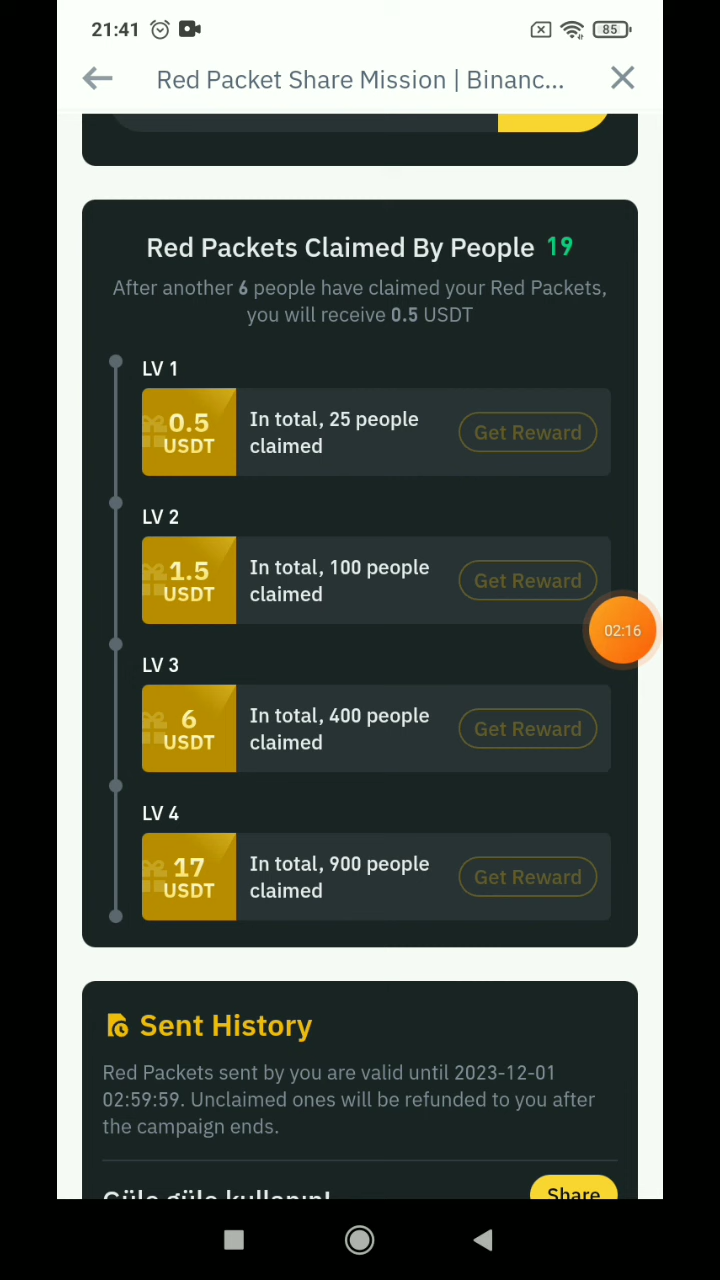 21:41
85
Red Packet Share Mission | Binanc...
Red Packets Claimed By People 19
After another 6 people have claimed your Red Packets,
you will receive 0.5 USDT
LV 1
0.5
USDT
In total, 25 people
claimed
Get Reward
LV 2
1.5
USDT
In total, 100 people
claimed
Get Reward
02:16
LV 3
6
USDT
In total, 400 people
claimed
Get Reward
LV 4
17
USDT
In total, 900 people
claimed
Get Reward
Sent History
Red Packets sent by you are valid until 2023-12-01
02:59:59. Unclaimed ones will be refunded to you after
the campaign ends.
Güle güle kullanın!
Share